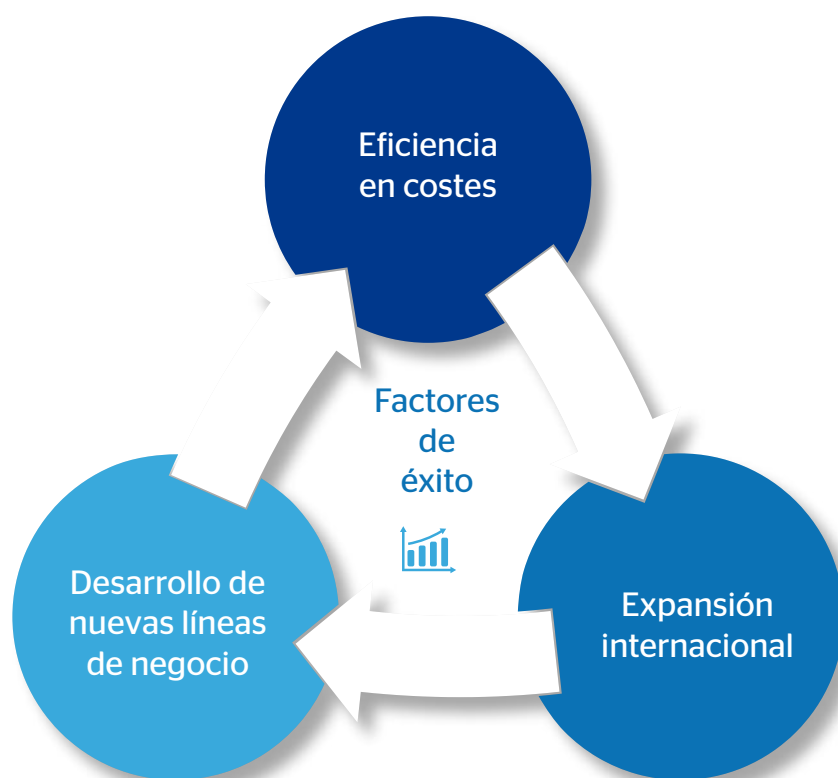 Eficiencia
en costes
Factores
de
éxito
Desarrollo de
nuevas líneas
de negocio
Expansión
internacional